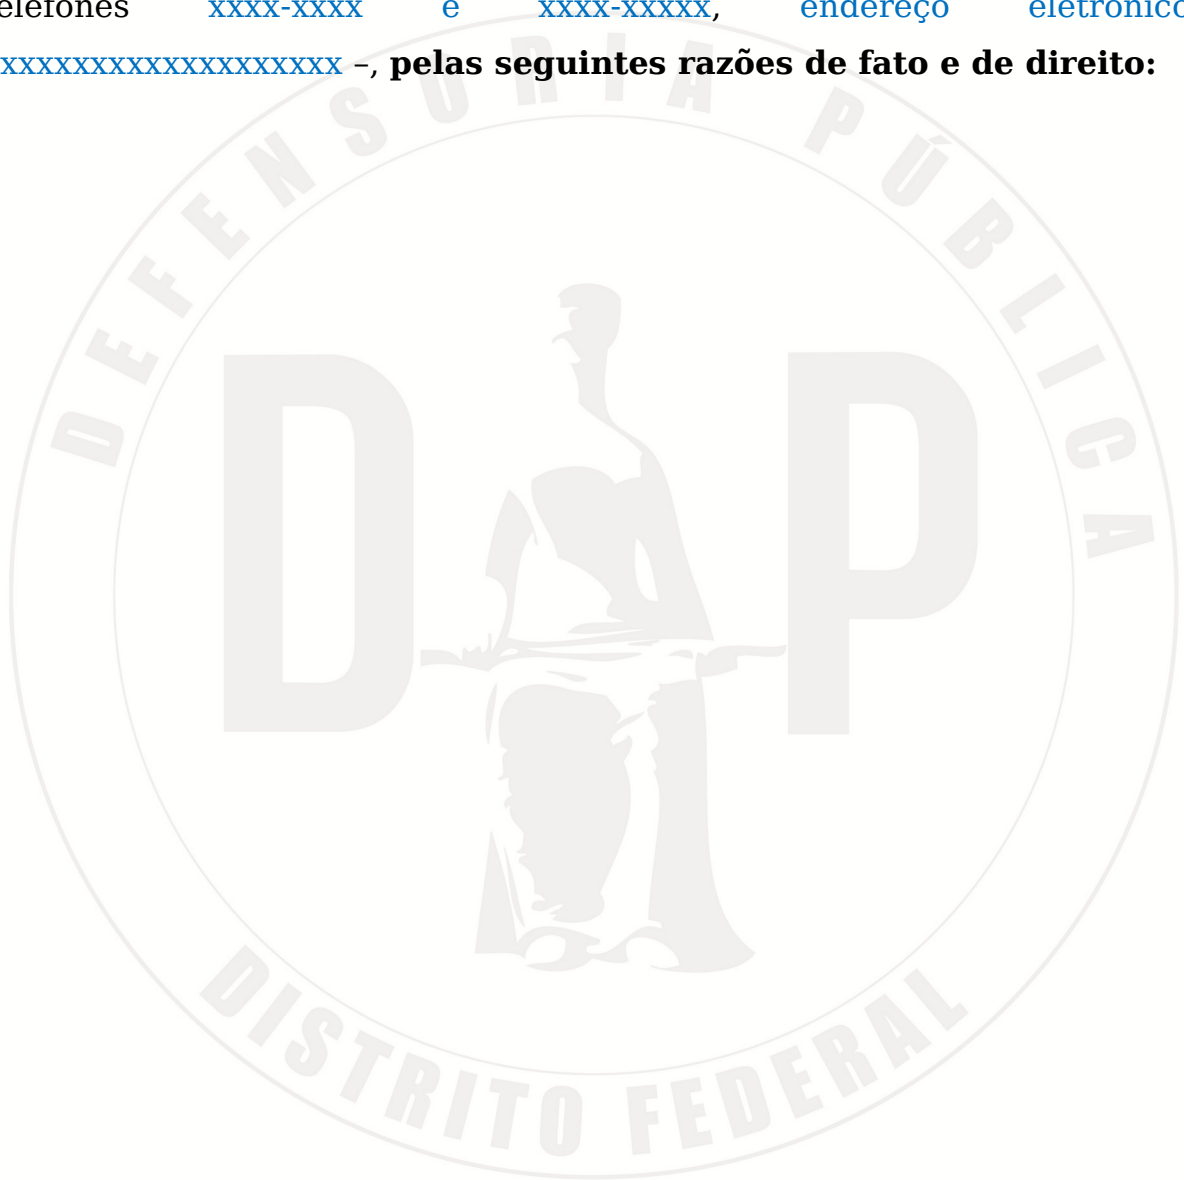 elefones xxxx-xxxx e xxxx-xxxxx, endereço eletrônico
xxxxxxxxxxxxxxxxxxx –, pelas seguintes razões de fato e de direito:
DEFENSORIA PÚBLICA
D P
DISTRITO FEDERAL